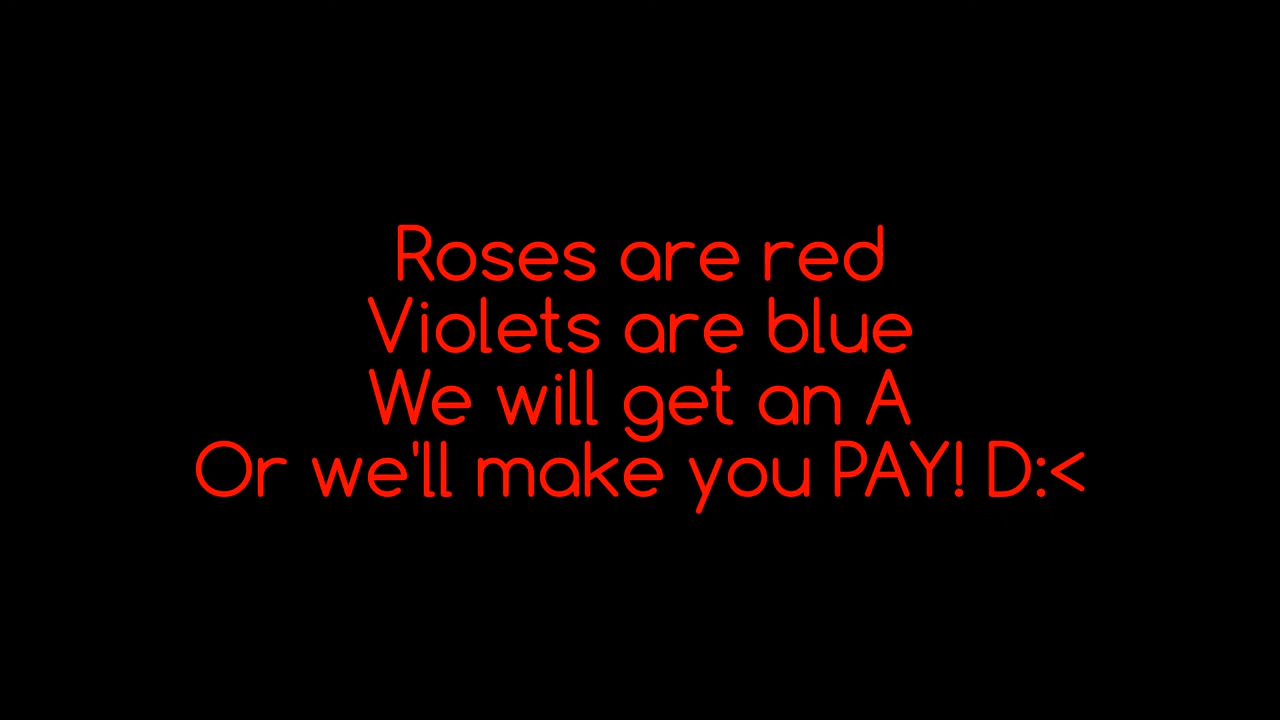 Roses are red
Violets are blue
We will get an A
Or we'll make you PAY! D:<